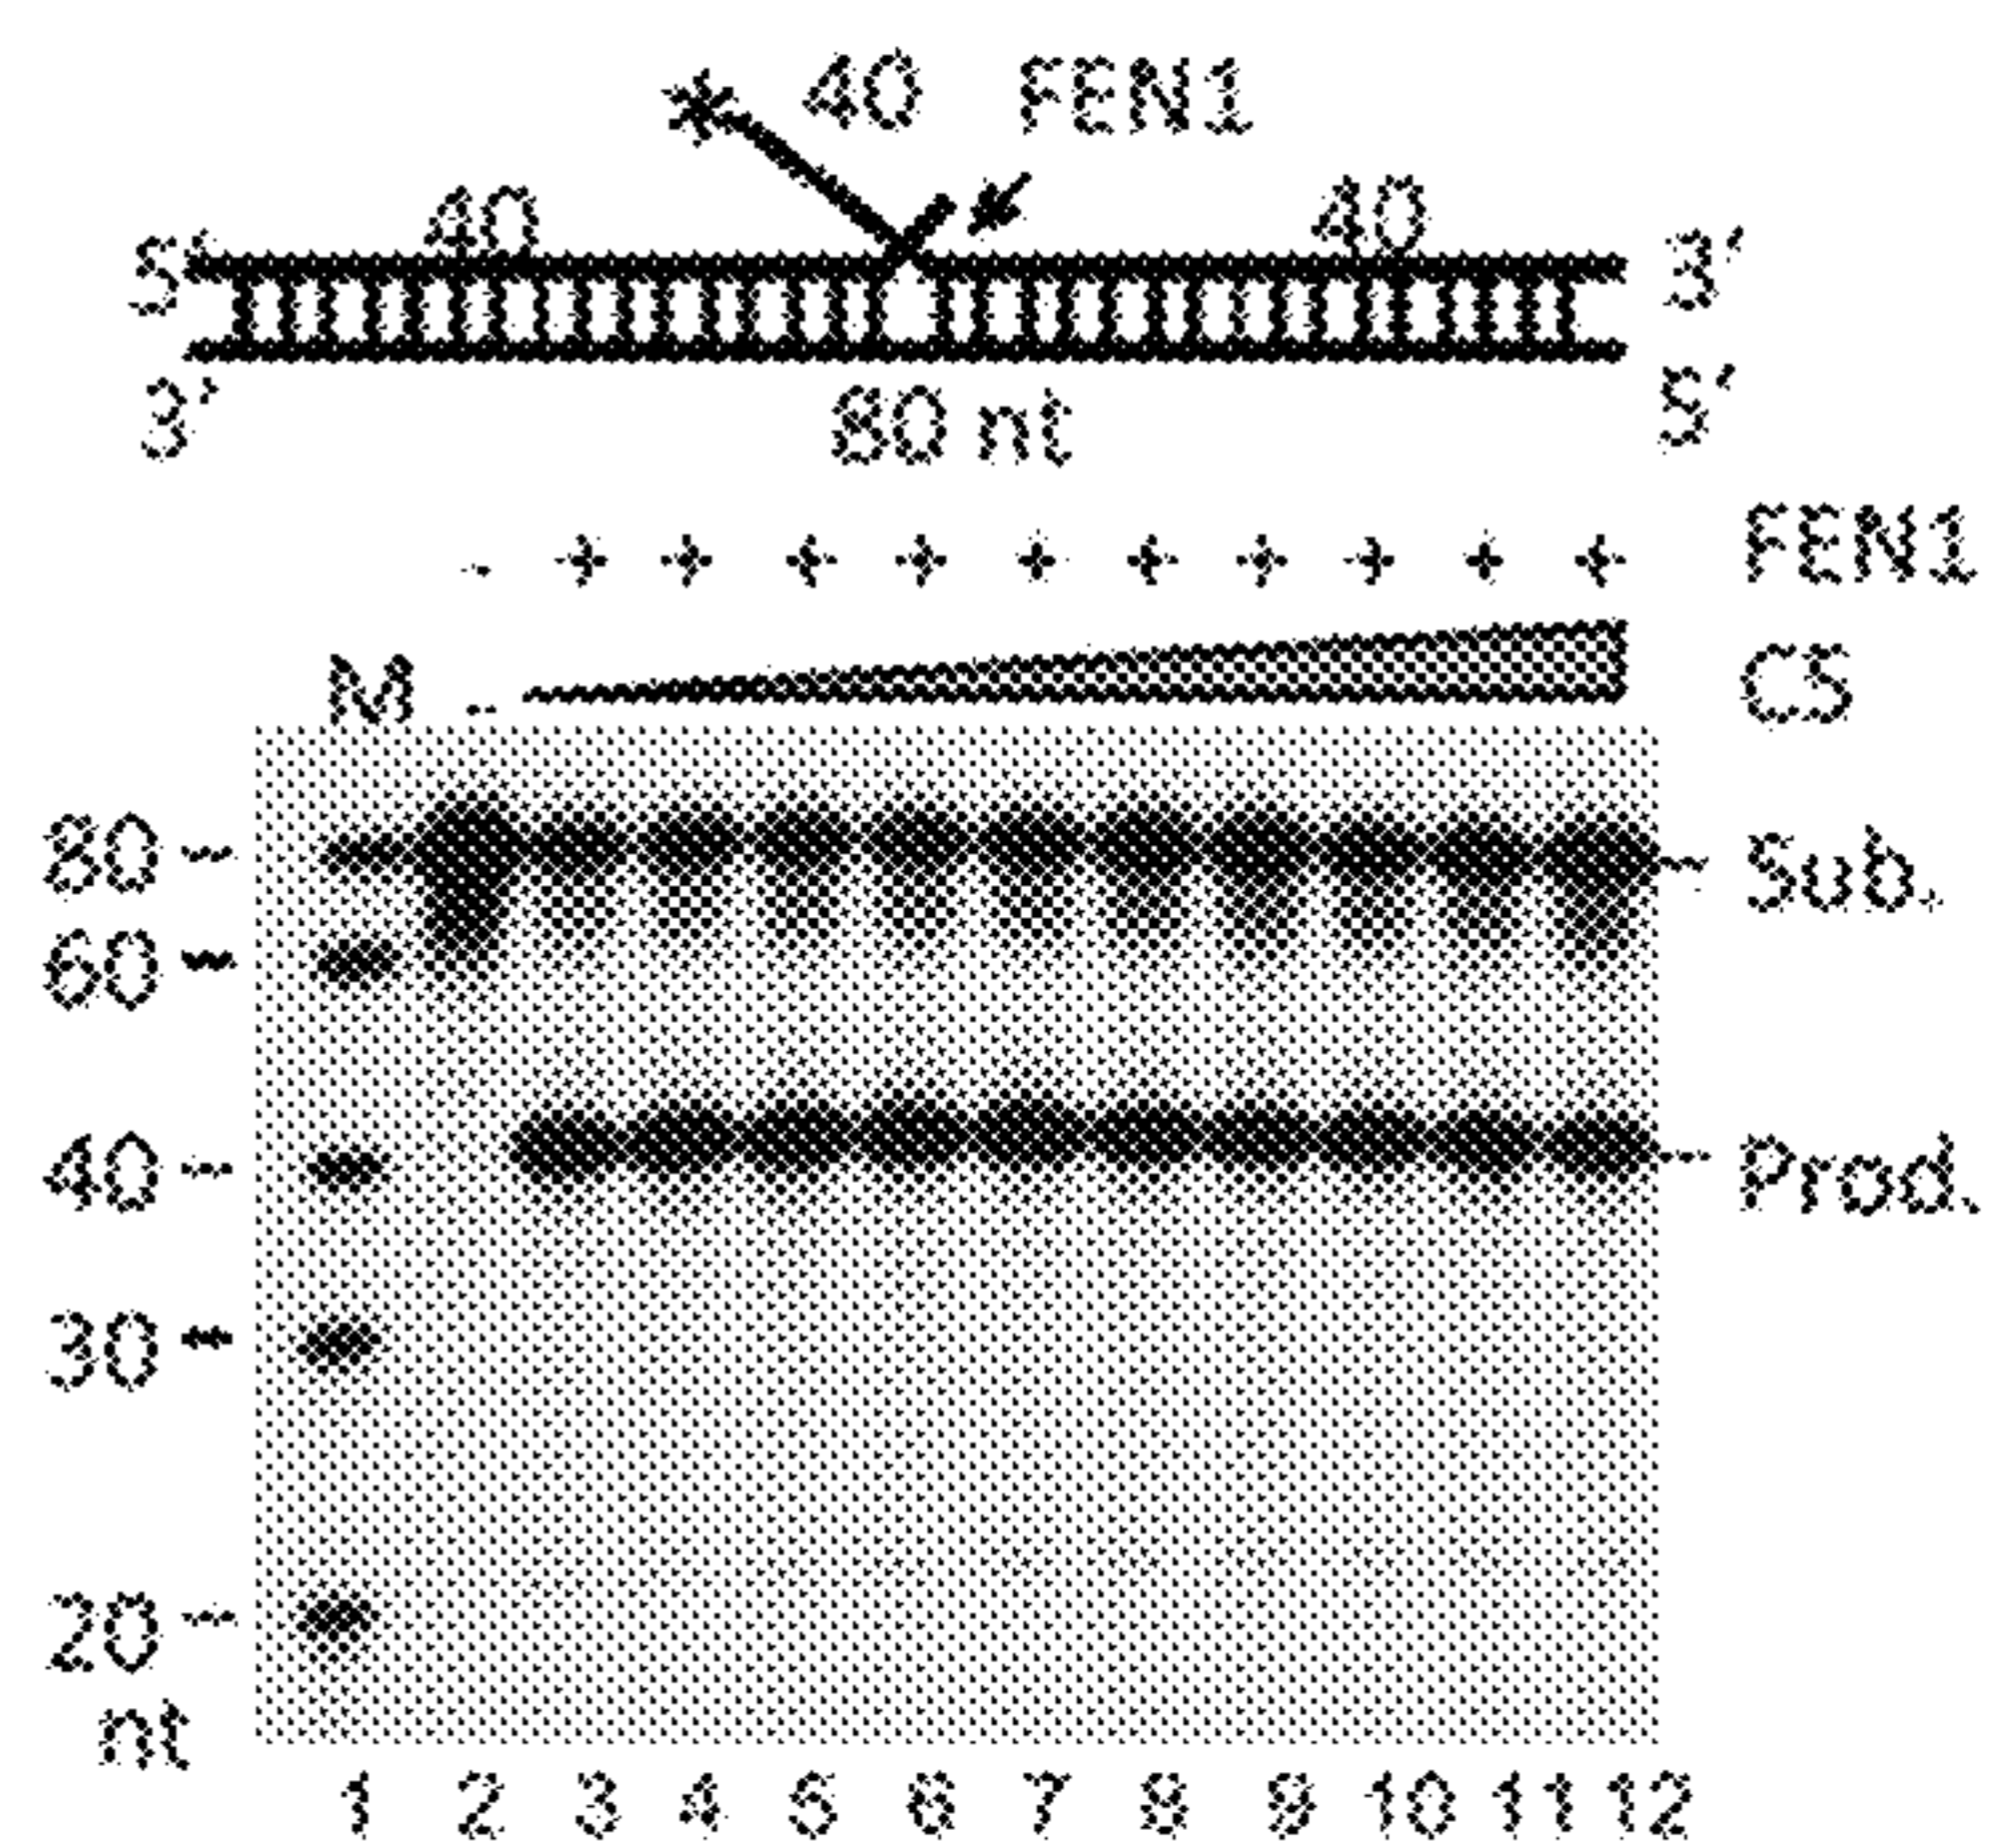 40 FEN1
40 40
5' 3'
3' 5'
80 nt
- + + + + + + + + + + FEN1
M - C5
80 Sub.
60
40 Prod.
30
20
nt
1 2 3 4 5 6 7 8 9 10 11 12